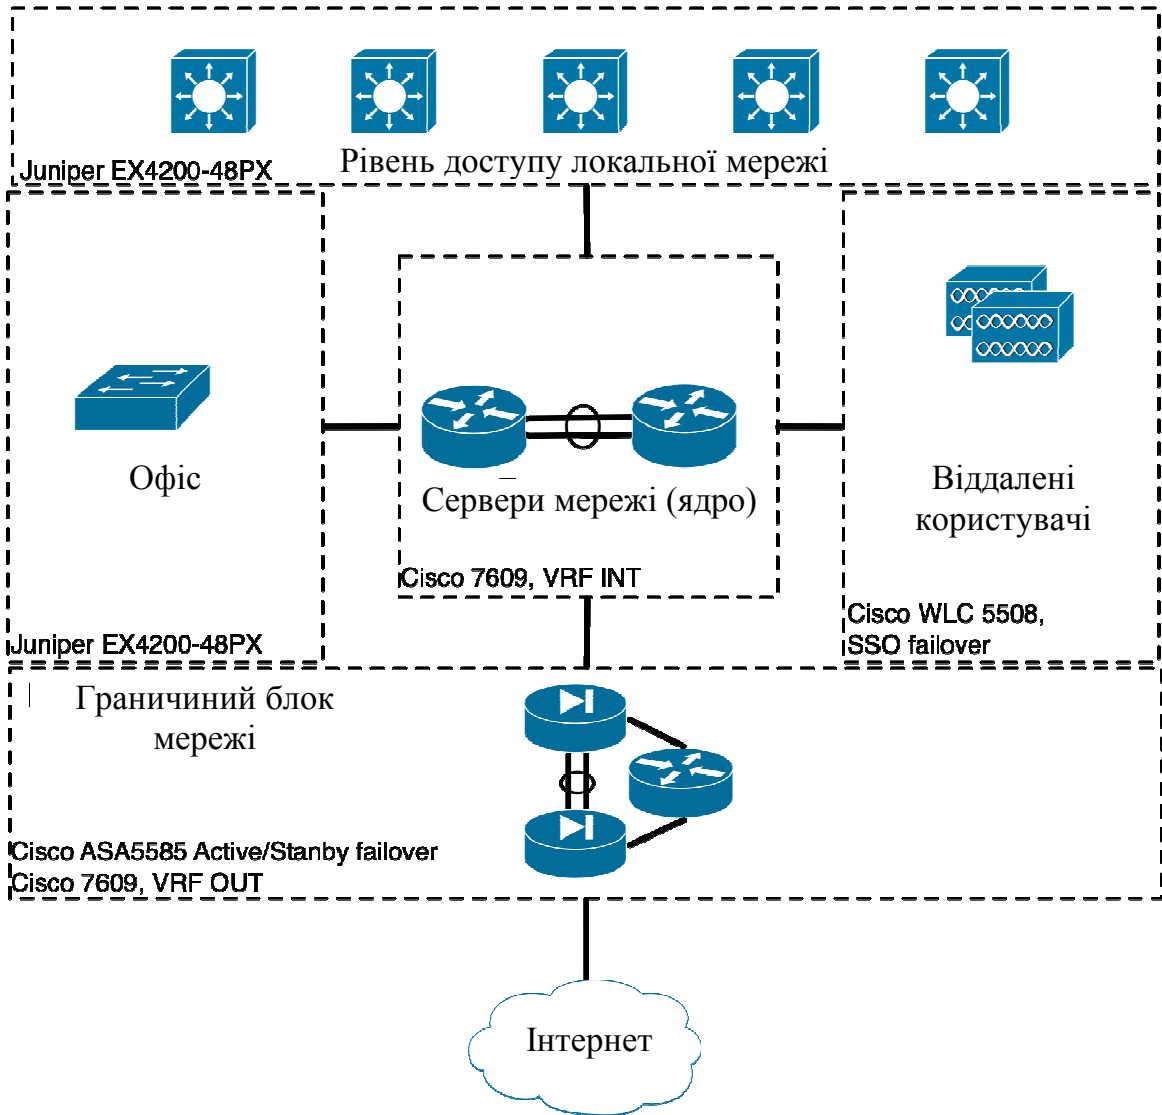 Рівень доступу локальної мережі
Juniper EX4200-48PX
Офіс
Сервери мережі (ядро)
Віддалені
користувачі
Cisco 7609, VRF INT
Cisco WLC 5508,
SSO failover
Juniper EX4200-48PX
Граничиний блок
мережі
Cisco ASA5585 Active/Stanby failover
Cisco 7609, VRF OUT
Інтернет